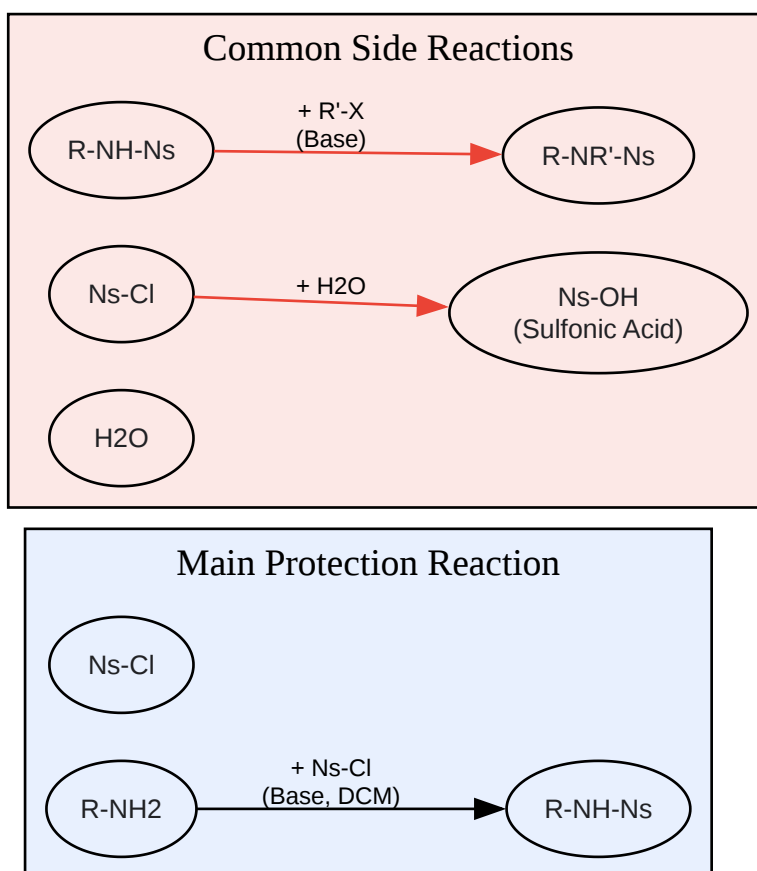 Common Side Reactions
+ R'-X
(Base)
R-NH-Ns
R-NR'-Ns
Ns-Cl
+ H2O
Ns-OH
(Sulfonic Acid)
H2O
Main Protection Reaction
Ns-Cl
+ Ns-Cl
(Base, DCM)
R-NH2
R-NH-Ns